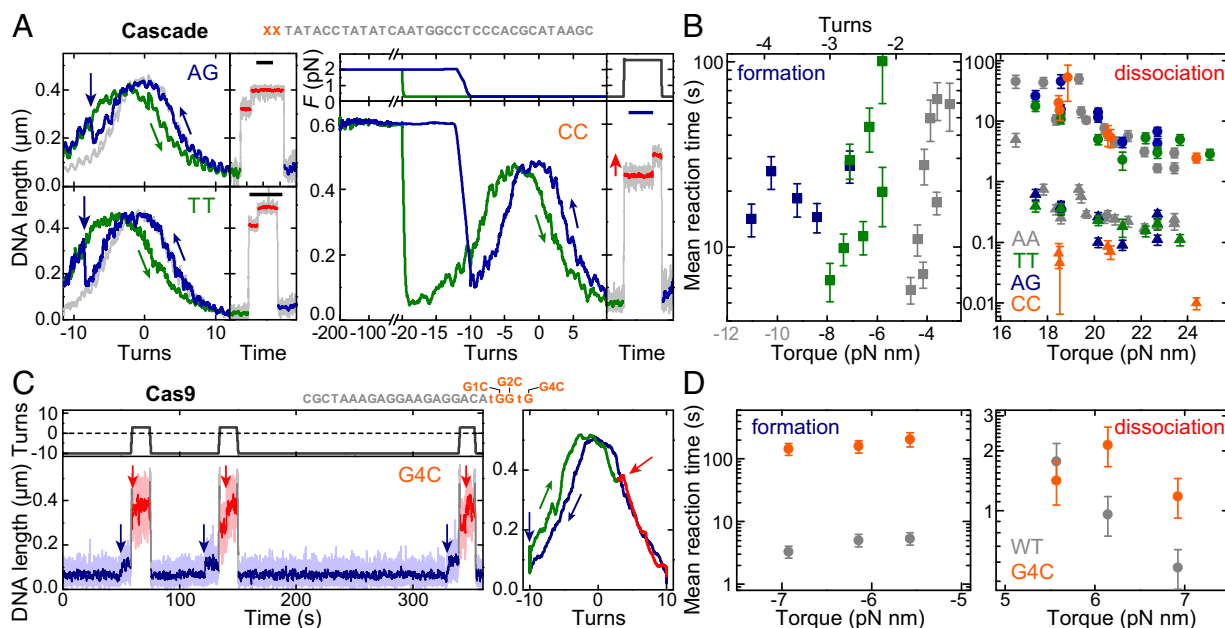 A Cascade XX TATACCTATATCAATGGCCTCCCACGCATAAGC
AG
TT
DNA length (µm)
0.4
0.2
0.0
0.4
0.2
0.0
-10 0 10
Turns
Time
F (pN)
2
0
CC
0.6
0.4
0.2
0.0
-200 -100 -20 -15 -10 -5 0 5
Turns
Time
B
Turns
-4 -3 -2 -1
formation
Mean reaction time (s)
100
10
-12 -10 -8 -6 -4
Torque (pN nm)
dissociation
100
10
1
0.1
0.01
AA
TT
AG
CC
16 18 20 22 24
Torque (pN nm)
C Cas9 CGCTAAAGAGGAAGAGGACAtGGtG
G1C G2C G4C
Turns
10
0
-10
G4C
DNA length (µm)
0.4
0.2
0.0
0 100 200 300
Time (s)
0.4
0.2
0.0
-10 0 10
Turns
D
formation
Mean reaction time (s)
100
10
1
-7 -6 -5
Torque (pN nm)
dissociation
3
2
1
WT
G4C
5 6 7
Torque (pN nm)